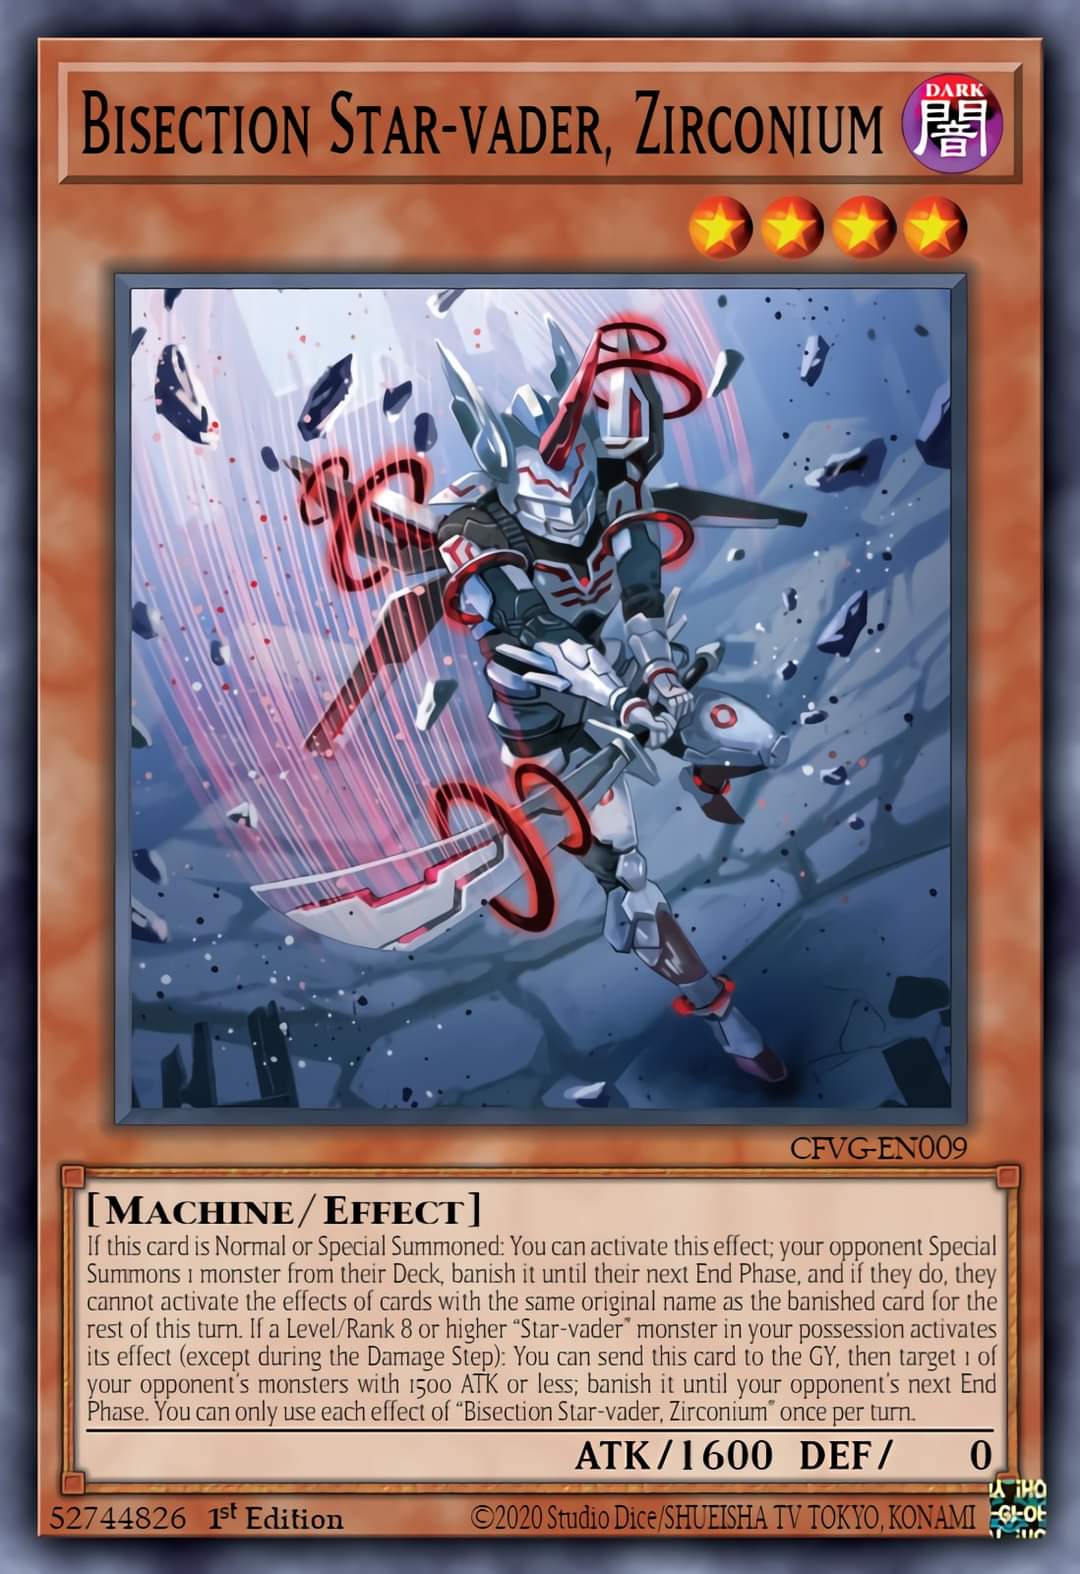 Bisection Star-vader, Zirconium
DARK
闇
CFVG-EN009
[Machine/Effect]
If this card is Normal or Special Summoned: You can activate this effect; your opponent Special
Summons 1 monster from their Deck, banish it until their next End Phase, and if they do, they
cannot activate the effects of cards with the same original name as the banished card for the
rest of this turn. If a Level/Rank 8 or higher “Star-vader” monster in your possession activates
its effect (except during the Damage Step): You can send this card to the GY, then target 1 of
your opponent's monsters with 1500 ATK or less; banish it until your opponent's next End
Phase. You can only use each effect of “Bisection Star-vader, Zirconium” once per turn.
ATK/1600 DEF/ 0
52744826 1st Edition ©2020 Studio Dice/SHUEISHA TV TOKYO, KONAMI